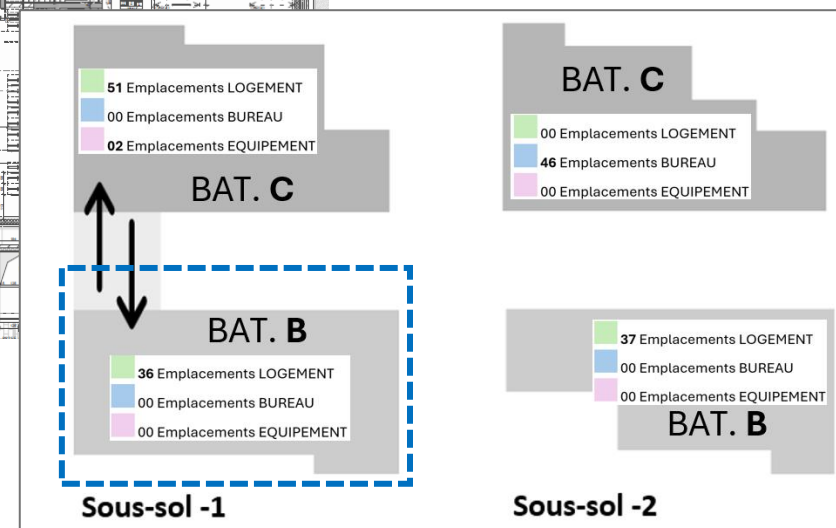 51 Emplacements LOGEMENT
00 Emplacements BUREAU
02 Emplacements EQUIPEMENT
BAT. C
BAT. B
36 Emplacements LOGEMENT
00 Emplacements BUREAU
00 Emplacements EQUIPEMENT
Sous-sol -1
BAT. C
00 Emplacements LOGEMENT
46 Emplacements BUREAU
00 Emplacements EQUIPEMENT
37 Emplacements LOGEMENT
00 Emplacements BUREAU
00 Emplacements EQUIPEMENT
BAT. B
Sous-sol -2